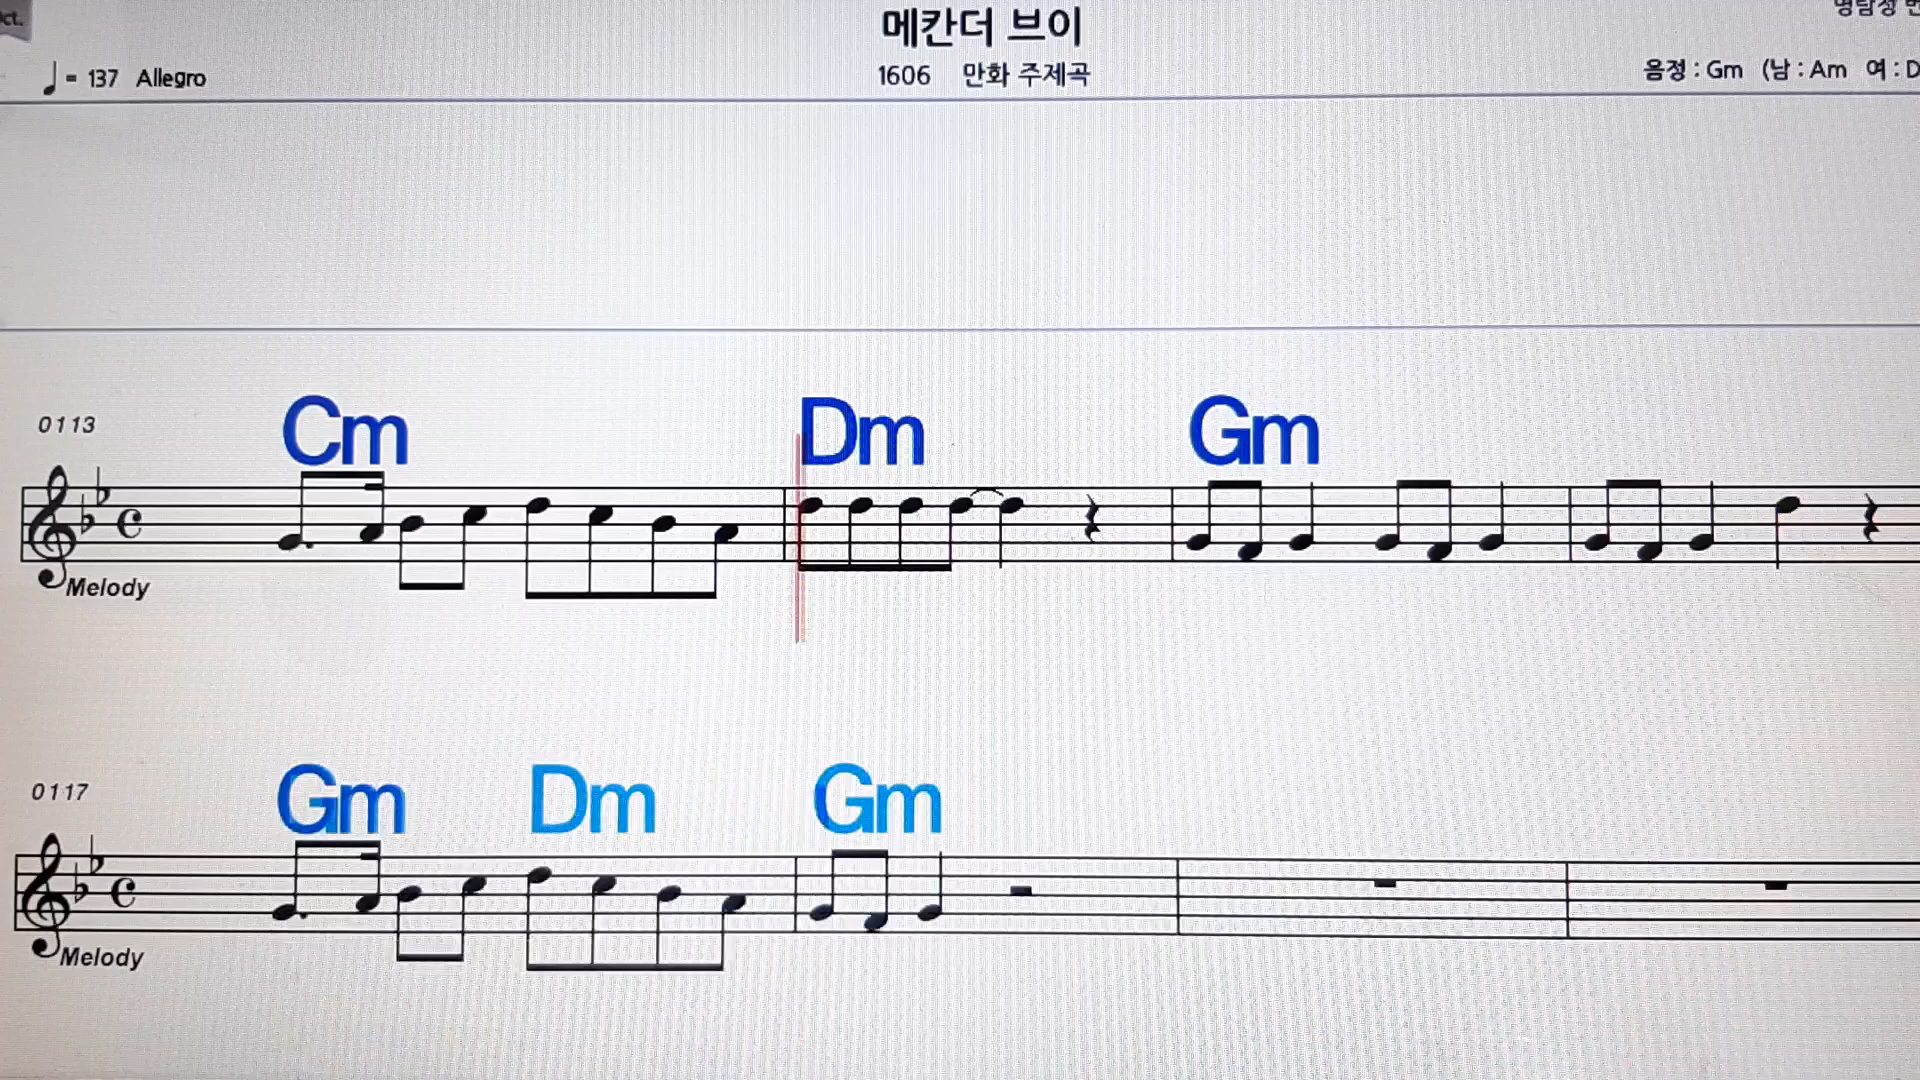 메칸더 브이
♩= 137 Allegro
1606 만화 주제곡
음정 : Gm (남 : Am 여 : D
0113
Cm Dm Gm
Melody
0117
Gm Dm Gm
Melody